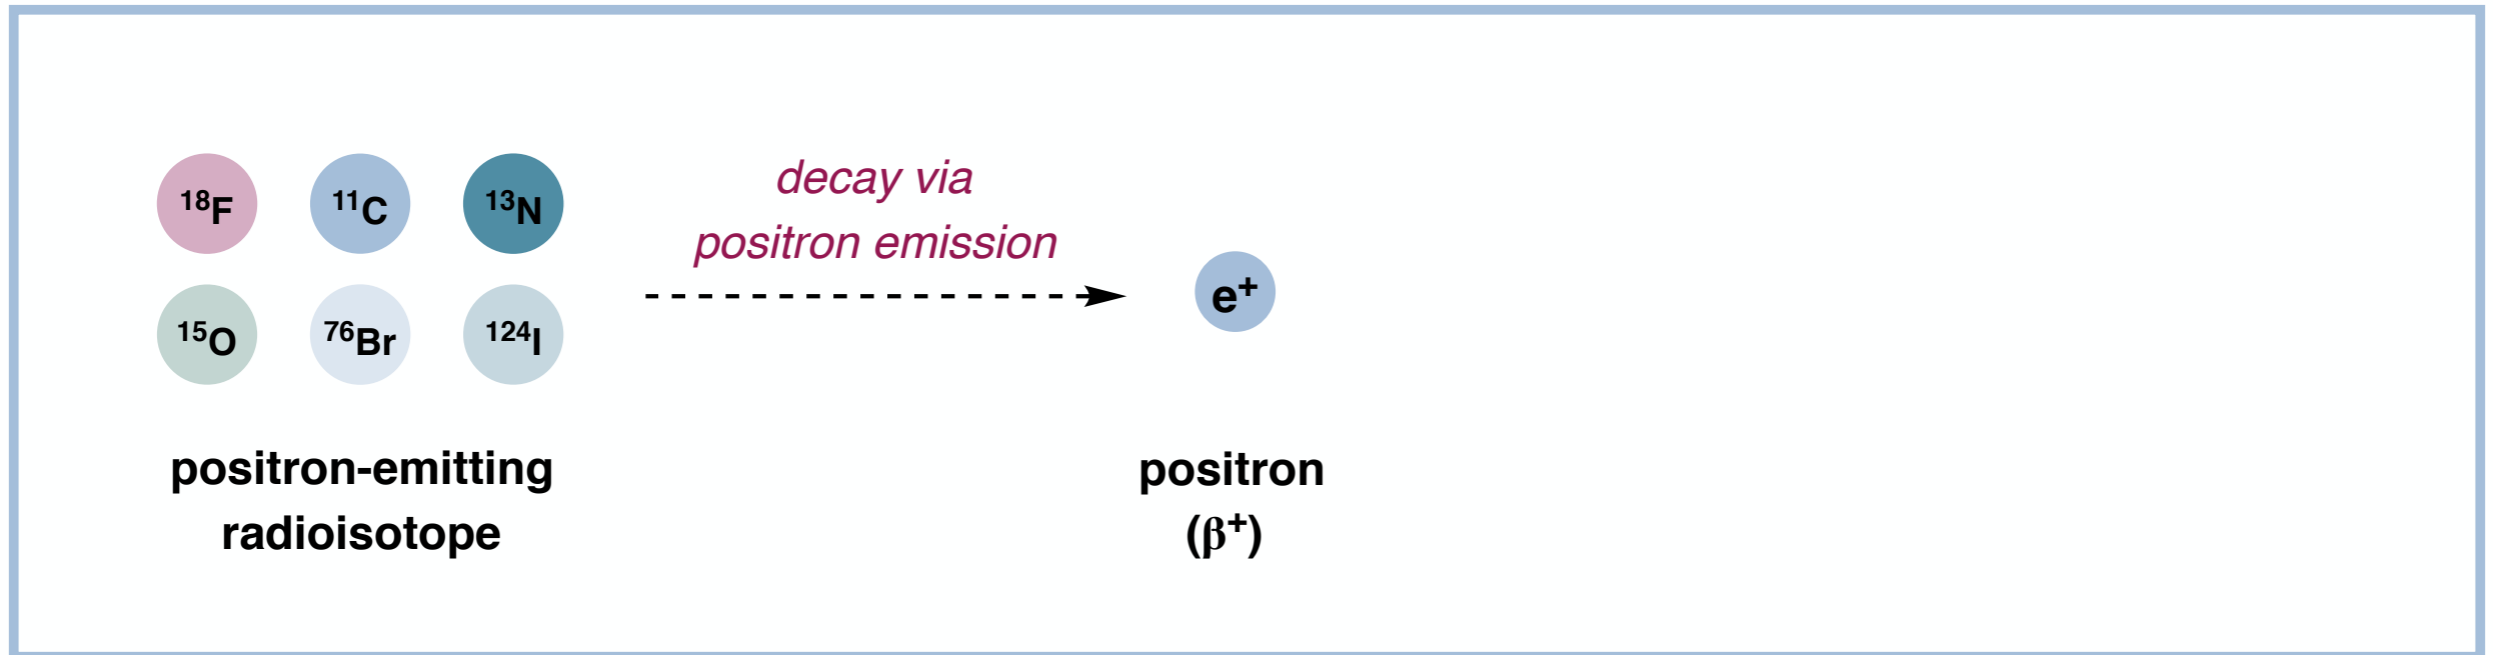 ¹⁸F ¹¹C ¹³N
decay via
positron emission
e⁺
¹⁵O ⁷⁶Br ¹²⁴I
positron-emitting
radioisotope
positron
(β⁺)